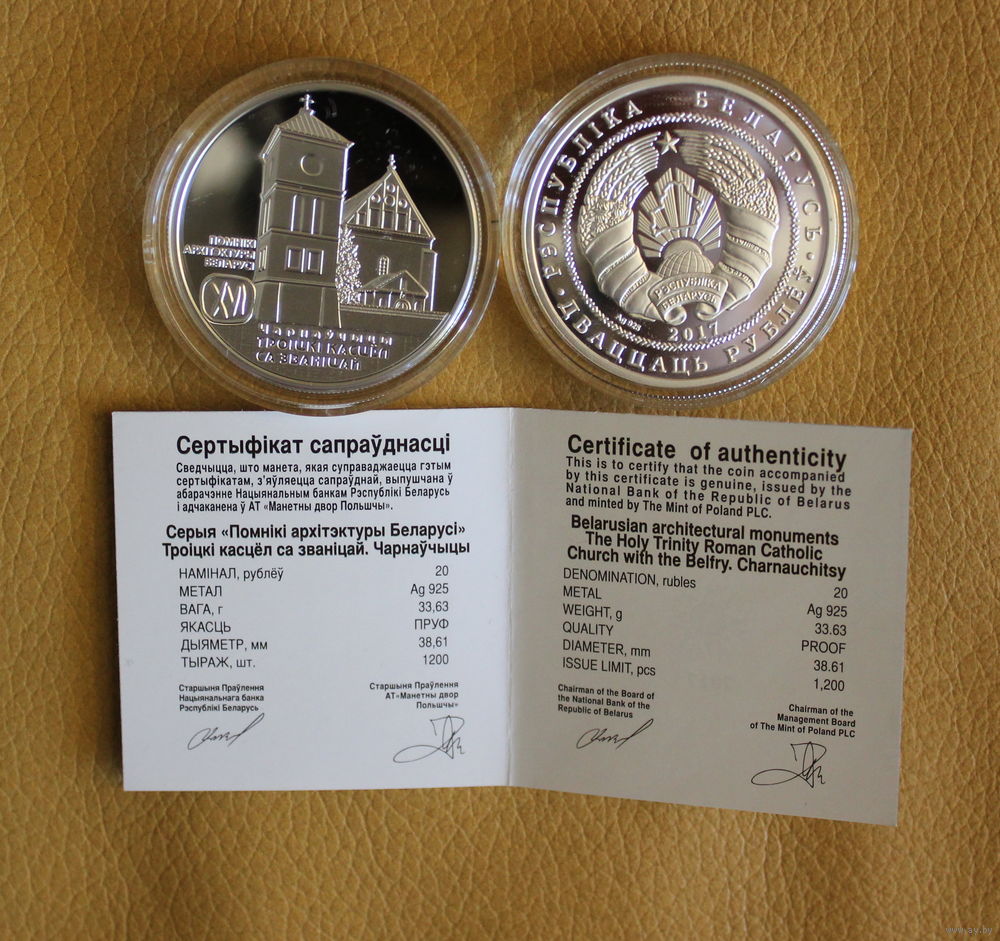 ПОМНІКІ
АРХІТЭКТУРЫ
БЕЛАРУСІ
XVI
Чарнаўчыцы
ТРОІЦКІ КАСЦЁЛ
СА ЗВАНІЦАЙ
РЭСПУБЛІКА БЕЛАРУСЬ
РЭСПУБЛІКА
БЕЛАРУСЬ
Ag 925
2017
ДВАЦЦАЦЬ РУБЛЁЎ
Сертыфікат сапраўднасці
Сведчыцца, што манета, якая суправаджаецца гэтым
сертыфікатам, з'яўляецца сапраўднай, выпушчана ў
абарачэнне Нацыянальным банкам Рэспублікі Беларусь
і адчаканена ў АТ «Манетны двор Польшчы».
Серыя «Помнікі архітэктуры Беларусі»
Троіцкі касцёл са званіцай. Чарнаўчыцы
НАМІНАЛ, рублёў 20
МЕТАЛ Ag 925
ВАГА, г 33,63
ЯКАСЦЬ ПРУФ
ДЫЯМЕТР, мм 38,61
ТЫРАЖ, шт. 1200
Старшыня Праўлення
Нацыянальнага банка
Рэспублікі Беларусь
Старшыня Праўлення
АТ«Манетны двор
Польшчы»
Certificate of authenticity
This is to certify that the coin accompanied
by this certificate is genuine, issued by the
National Bank of the Republic of Belarus
and minted by The Mint of Poland PLC.
Belarusian architectural monuments
The Holy Trinity Roman Catholic
Church with the Belfry. Charnauchitsy
DENOMINATION, rubles 20
METAL Ag 925
WEIGHT, g 33.63
QUALITY PROOF
DIAMETER, mm 38.61
ISSUE LIMIT, pcs 1,200
Chairman of the Board of
the National Bank of the
Republic of Belarus
Chairman of the
Management Board
of The Mint of Poland PLC
www.ay.by